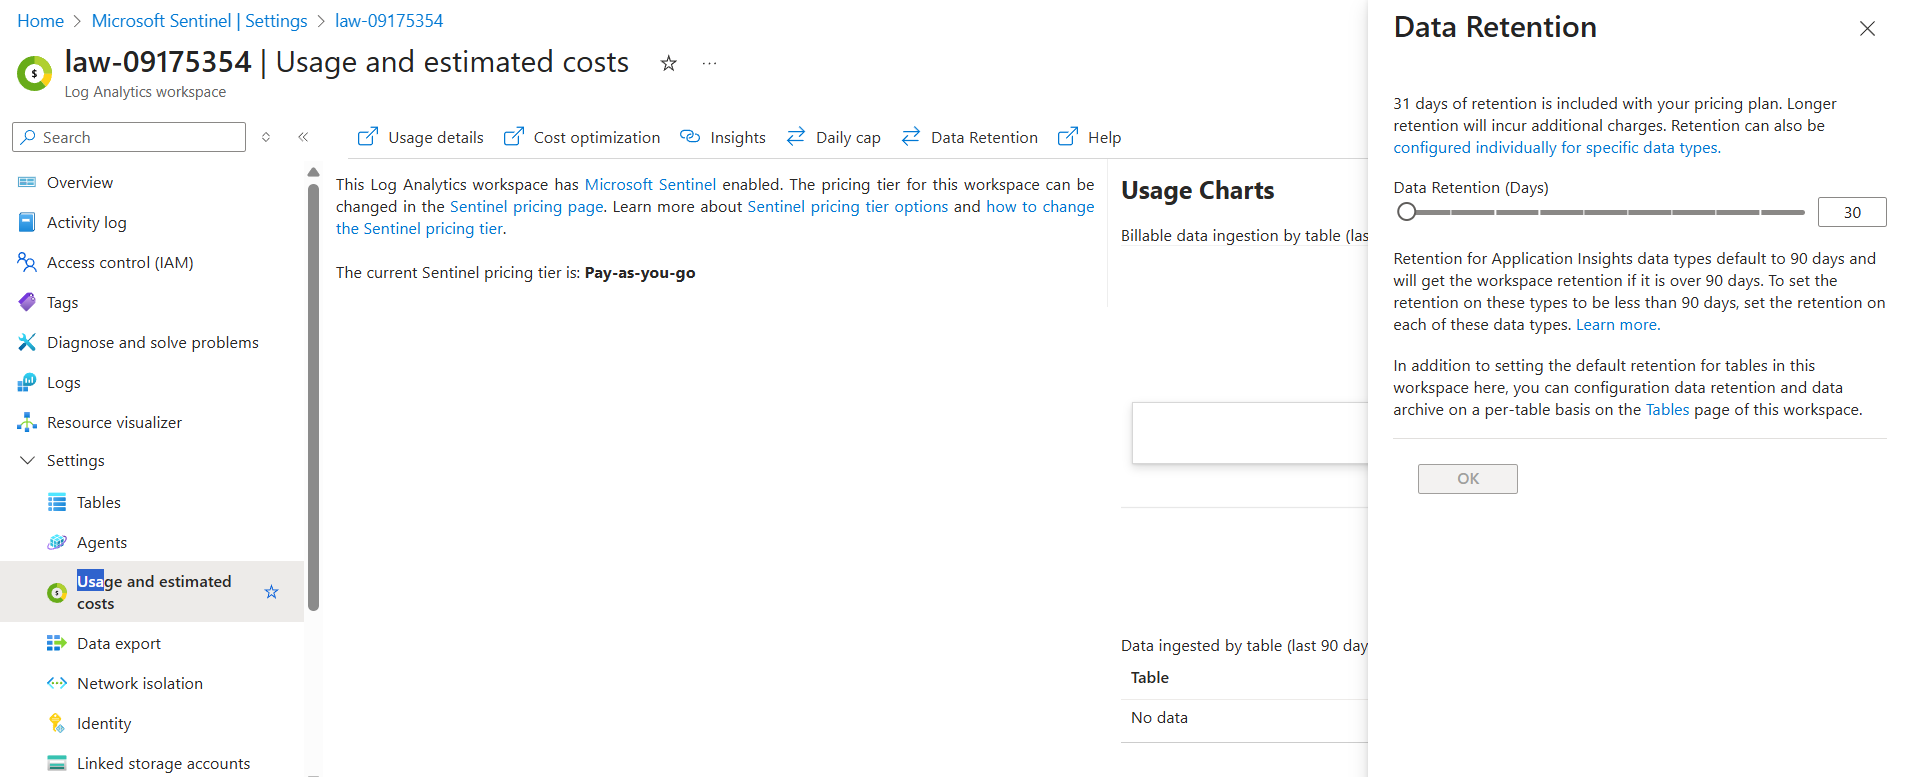 Home > Microsoft Sentinel | Settings > law-09175354
law-09175354 | Usage and estimated costs
Log Analytics workspace
Search
Overview
Activity log
Access control (IAM)
Tags
Diagnose and solve problems
Logs
Resource visualizer
Settings
Tables
Agents
Usage and estimated
costs
Data export
Network isolation
Identity
Linked storage accounts
Usage details
Cost optimization
Insights
Daily cap
Data Retention
Help
This Log Analytics workspace has Microsoft Sentinel enabled. The pricing tier for this workspace can be
changed in the Sentinel pricing page. Learn more about Sentinel pricing tier options and how to change
the Sentinel pricing tier.
The current Sentinel pricing tier is: Pay-as-you-go
Usage Charts
Billable data ingestion by table (las
Data ingested by table (last 90 day
Table
No data
Data Retention
31 days of retention is included with your pricing plan. Longer
retention will incur additional charges. Retention can also be
configured individually for specific data types.
Data Retention (Days)
30
Retention for Application Insights data types default to 90 days and
will get the workspace retention if it is over 90 days. To set the
retention on these types to be less than 90 days, set the retention on
each of these data types. Learn more.
In addition to setting the default retention for tables in this
workspace here, you can configuration data retention and data
archive on a per-table basis on the Tables page of this workspace.
OK